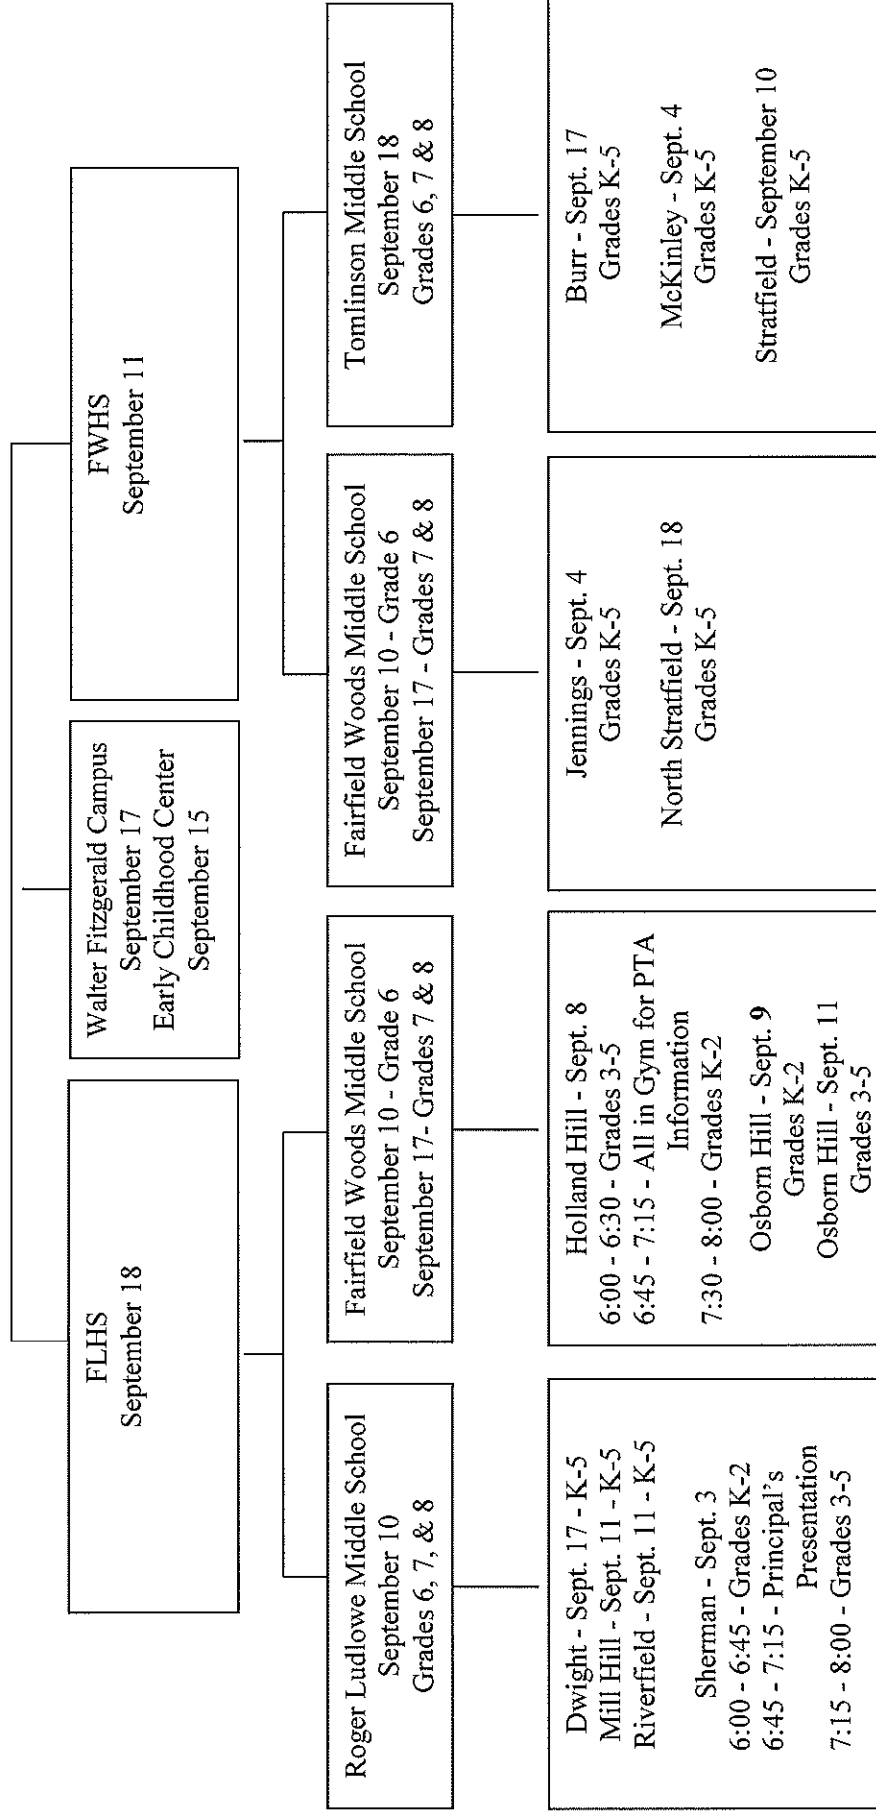 FLHS
September 18
Walter Fitzgerald Campus
September 17
Early Childhood Center
September 15
FWHS
September 11
Roger Ludlowe Middle School
September 10
Grades 6, 7, & 8
Fairfield Woods Middle School
September 10 - Grade 6
September 17- Grades 7 & 8
Fairfield Woods Middle School
September 10 - Grade 6
September 17 - Grades 7 & 8
Tomlinson Middle School
September 18
Grades 6, 7 & 8
Dwight - Sept. 17 - K-5
Mill Hill - Sept. 11 - K-5
Riverfield - Sept. 11 - K-5
Sherman - Sept. 3
6:00 - 6:45 - Grades K-2
6:45 - 7:15 - Principal's
Presentation
7:15 - 8:00 - Grades 3-5
Holland Hill - Sept. 8
6:00 - 6:30 - Grades 3-5
6:45 - 7:15 - All in Gym for PTA
Information
7:30 - 8:00 - Grades K-2
Osborn Hill - Sept. 9
Grades K-2
Osborn Hill - Sept. 11
Grades 3-5
Jennings - Sept. 4
Grades K-5
North Stratfield - Sept. 18
Grades K-5
Burr - Sept. 17
Grades K-5
McKinley - Sept. 4
Grades K-5
Stratfield - September 10
Grades K-5